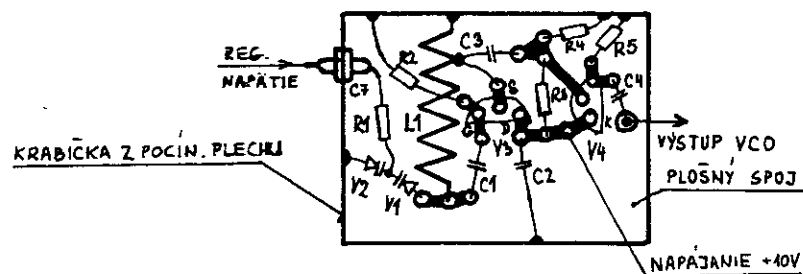 REG.
NAPÄTIE
C7
R2
C3
R4
R5
C4
R3
S
G
D
K
R1
L1
V3
V4
VÝSTUP VCO
KRABIČKA Z POCÍN. PLECHU
V2
V1
C1
C2
PLOŠNÝ SPOJ
NAPÁJANIE +10V